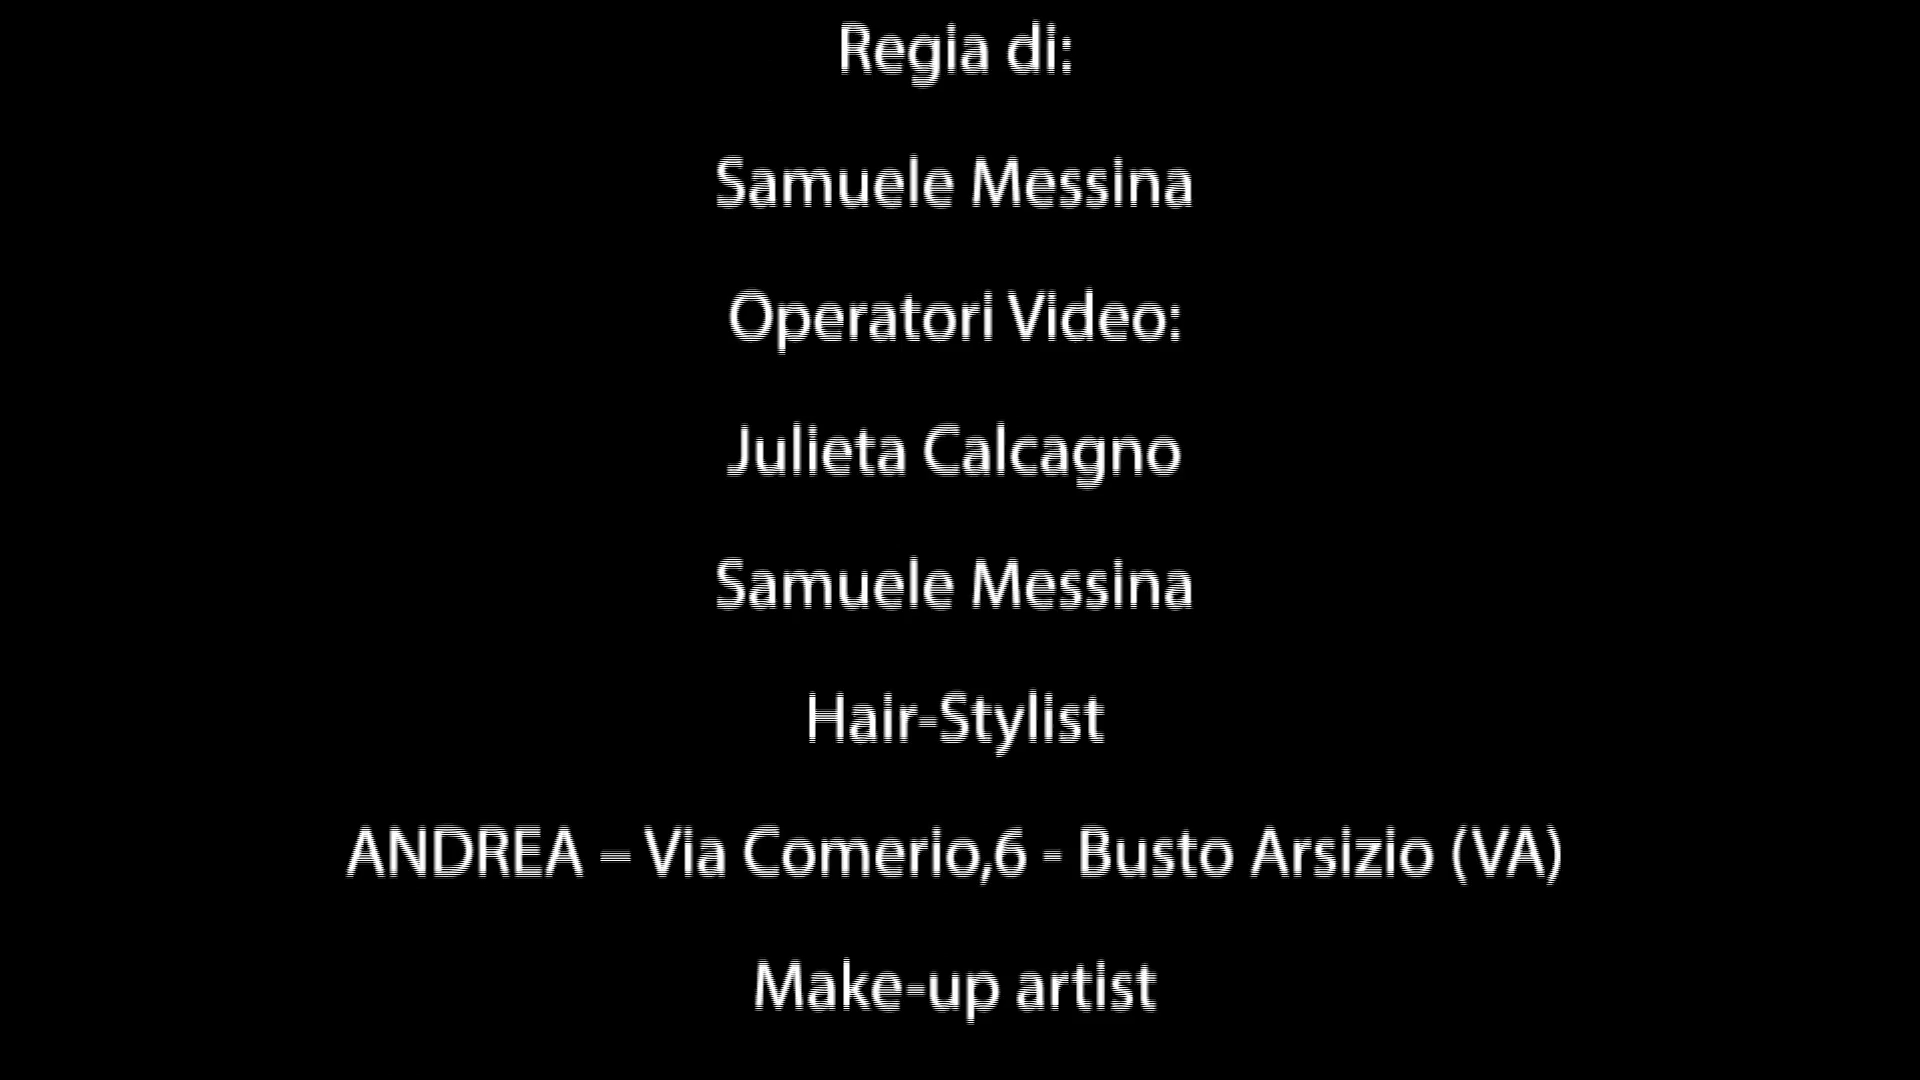 Regia di:
Samuele Messina
Operatori Video:
Julieta Calcagno
Samuele Messina
Hair-Stylist
ANDREA – Via Comerio,6 - Busto Arsizio (VA)
Make-up artist